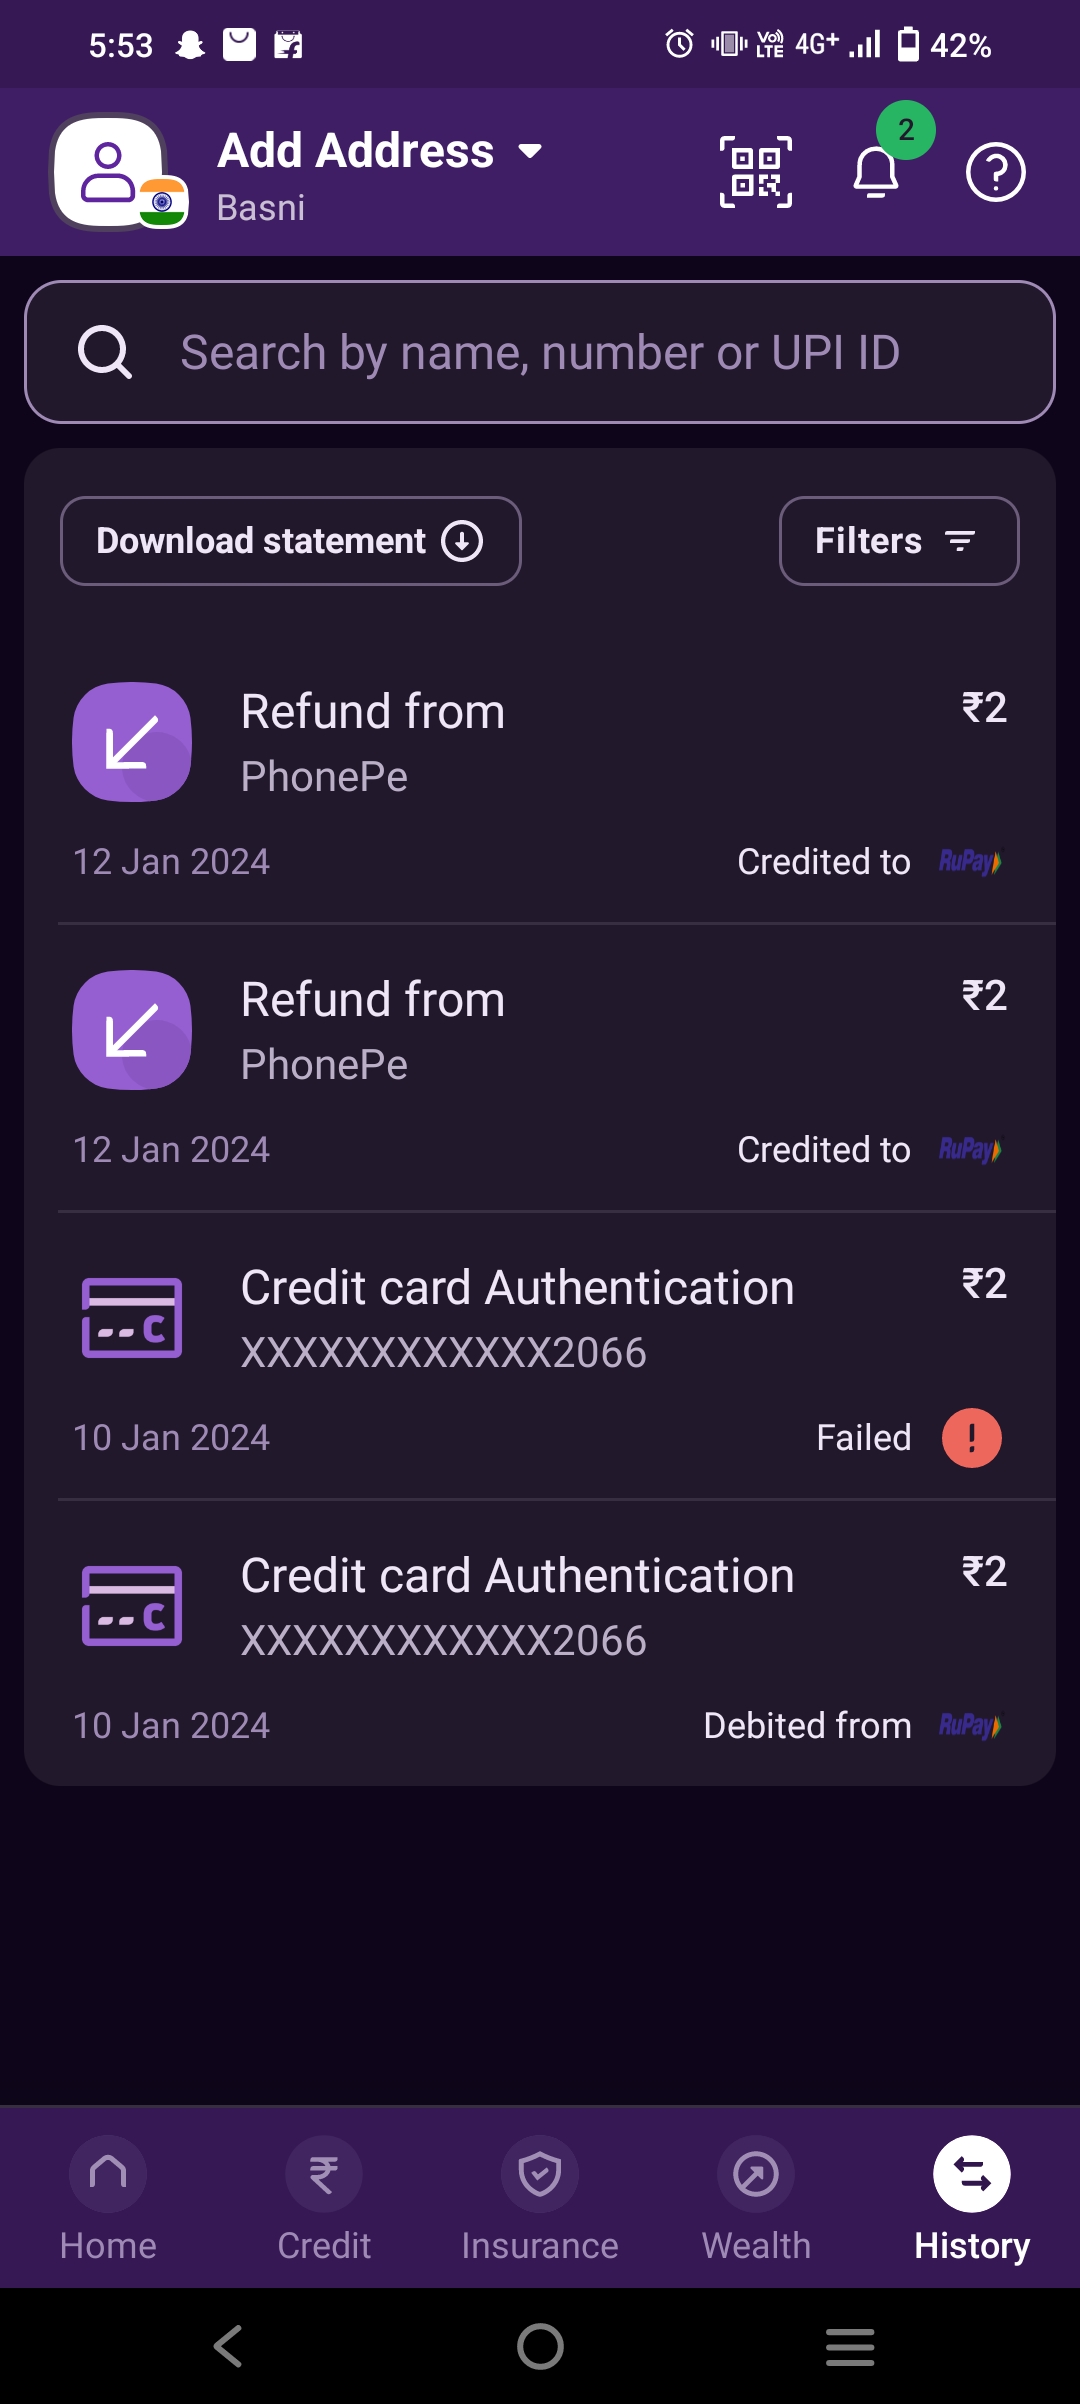 5:53
Vo))
LTE
4G+
42%
Add Address
Basni
2
Search by name, number or UPI ID
Download statement
Filters
Refund from
₹2
PhonePe
12 Jan 2024
Credited to RuPay
Refund from
₹2
PhonePe
12 Jan 2024
Credited to RuPay
Credit card Authentication
₹2
XXXXXXXXXXXX2066
10 Jan 2024
Failed
Credit card Authentication
₹2
XXXXXXXXXXXX2066
10 Jan 2024
Debited from RuPay
Home
Credit
Insurance
Wealth
History